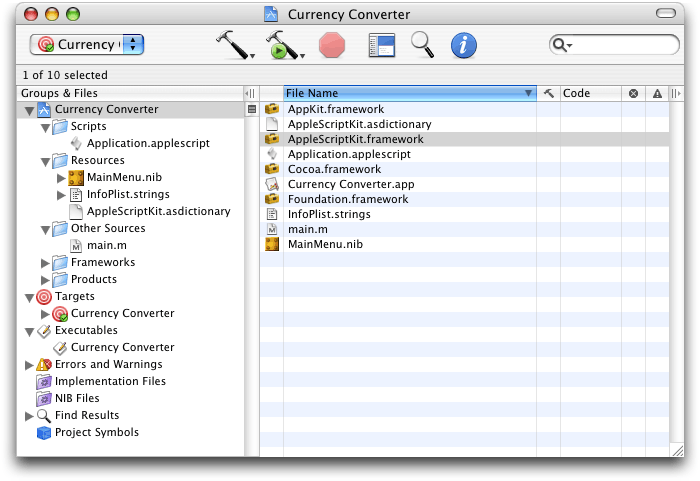 Currency Converter
Currency
1 of 10 selected
Groups & Files
Currency Converter
Scripts
Application.applescript
Resources
MainMenu.nib
InfoPlist.strings
AppleScriptKit.asdictionary
Other Sources
main.m
Frameworks
Products
Targets
Currency Converter
Executables
Currency Converter
Errors and Warnings
Implementation Files
NIB Files
Find Results
Project Symbols
File Name
Code
AppKit.framework
AppleScriptKit.asdictionary
AppleScriptKit.framework
Application.applescript
Cocoa.framework
Currency Converter.app
Foundation.framework
InfoPlist.strings
main.m
MainMenu.nib